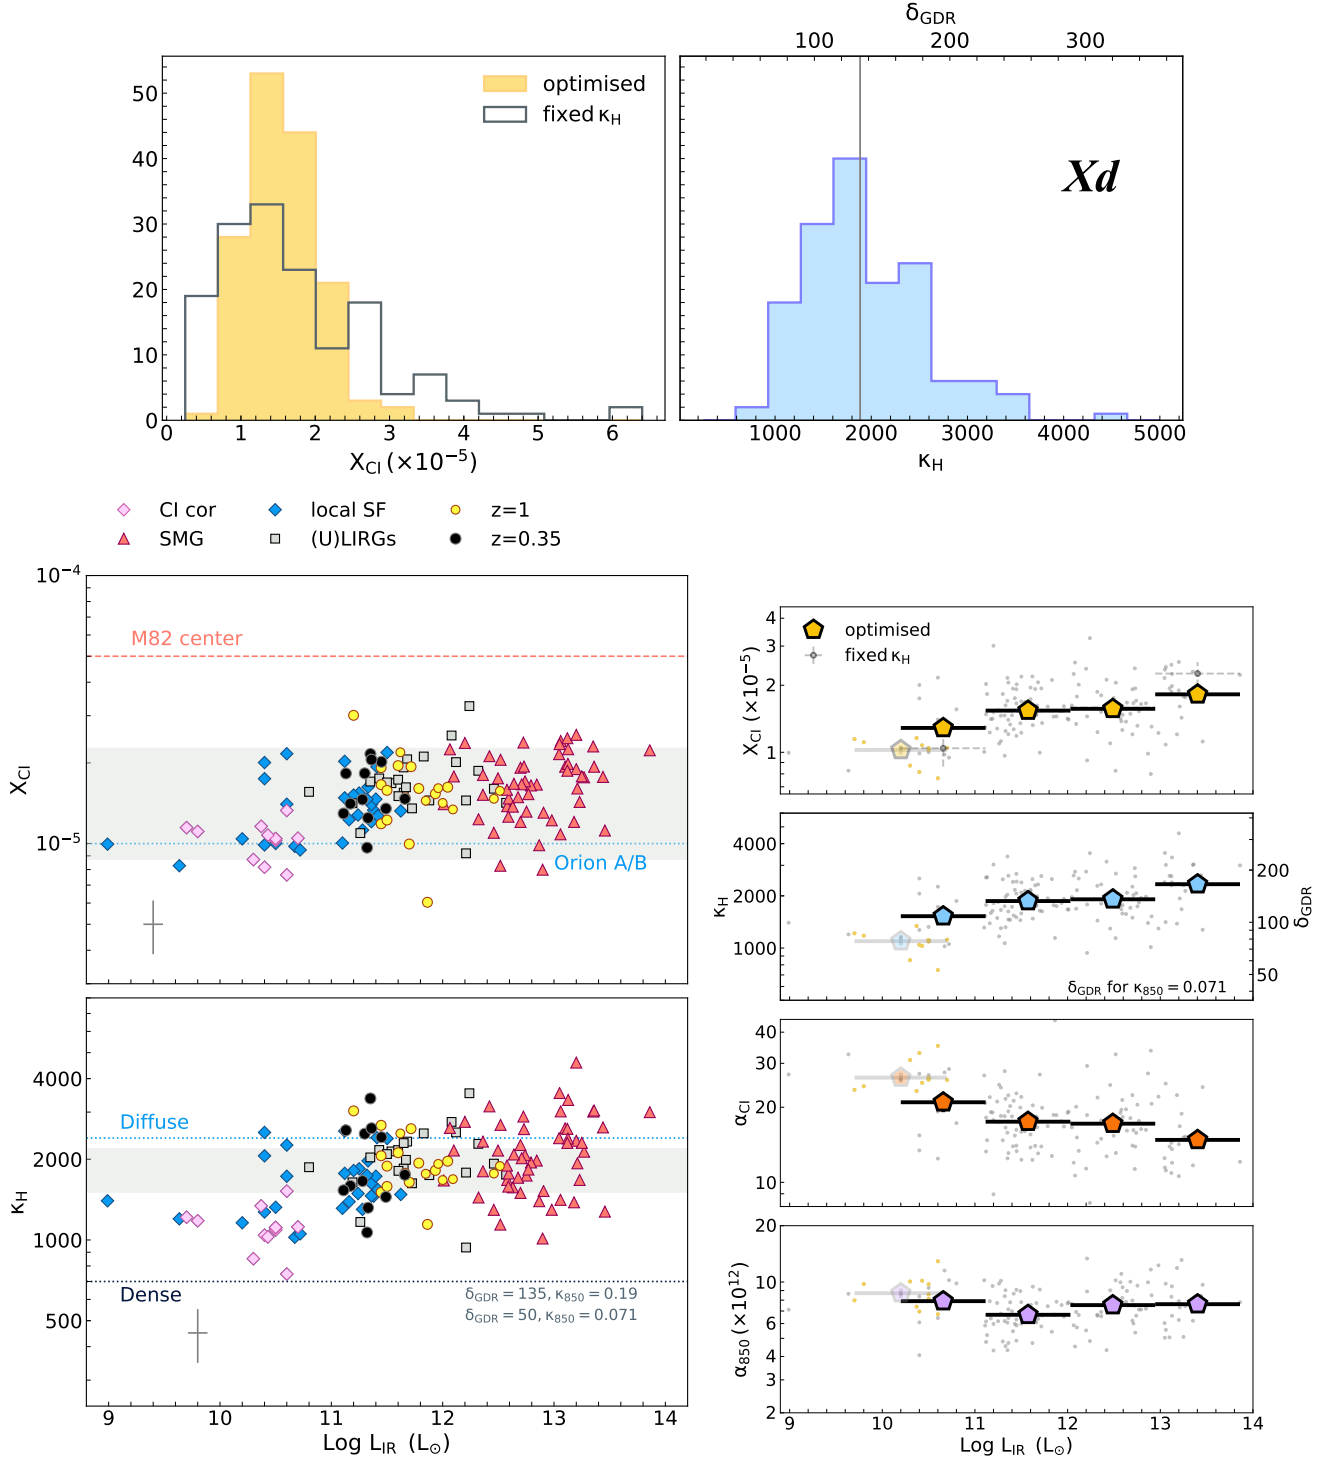 δGDR
100 200 300
50
40
30
20
10
0
optimised
fixed κH
Xd
0 1 2 3 4 5 6
XCI (×10⁻⁵)
1000 2000 3000 4000 5000
κH
CI cor
local SF
z=1
SMG
(U)LIRGs
z=0.35
10⁻⁴
M82 center
XCI
10⁻⁵
Orion A/B
4000
Diffuse
2000
κH
1000
Dense
δGDR = 135, κ850 = 0.19
δGDR = 50, κ850 = 0.071
500
9 10 11 12 13 14
Log LIR (L⊙)
4
3
2
1
XCI (×10⁻⁵)
optimised
fixed κH
4000
2000
1000
κH
200
100
50
δGDR
δGDR for κ850 = 0.071
40
30
20
10
αCI
20
10
6
4
3
2
α850 (×10¹²)
9 10 11 12 13 14
Log LIR (L⊙)